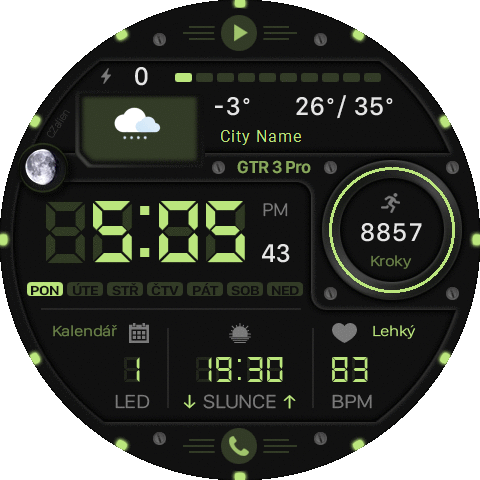 0
-3° 26°/ 35°
City Name
GTR 3 Pro
5:05 PM 43
PON ÚTE STŘ ČTV PÁT SOB NED
8857
Kroky
Kalendář Lehký
1 19:30 83
LED ↓ SLUNCE ↑ BPM